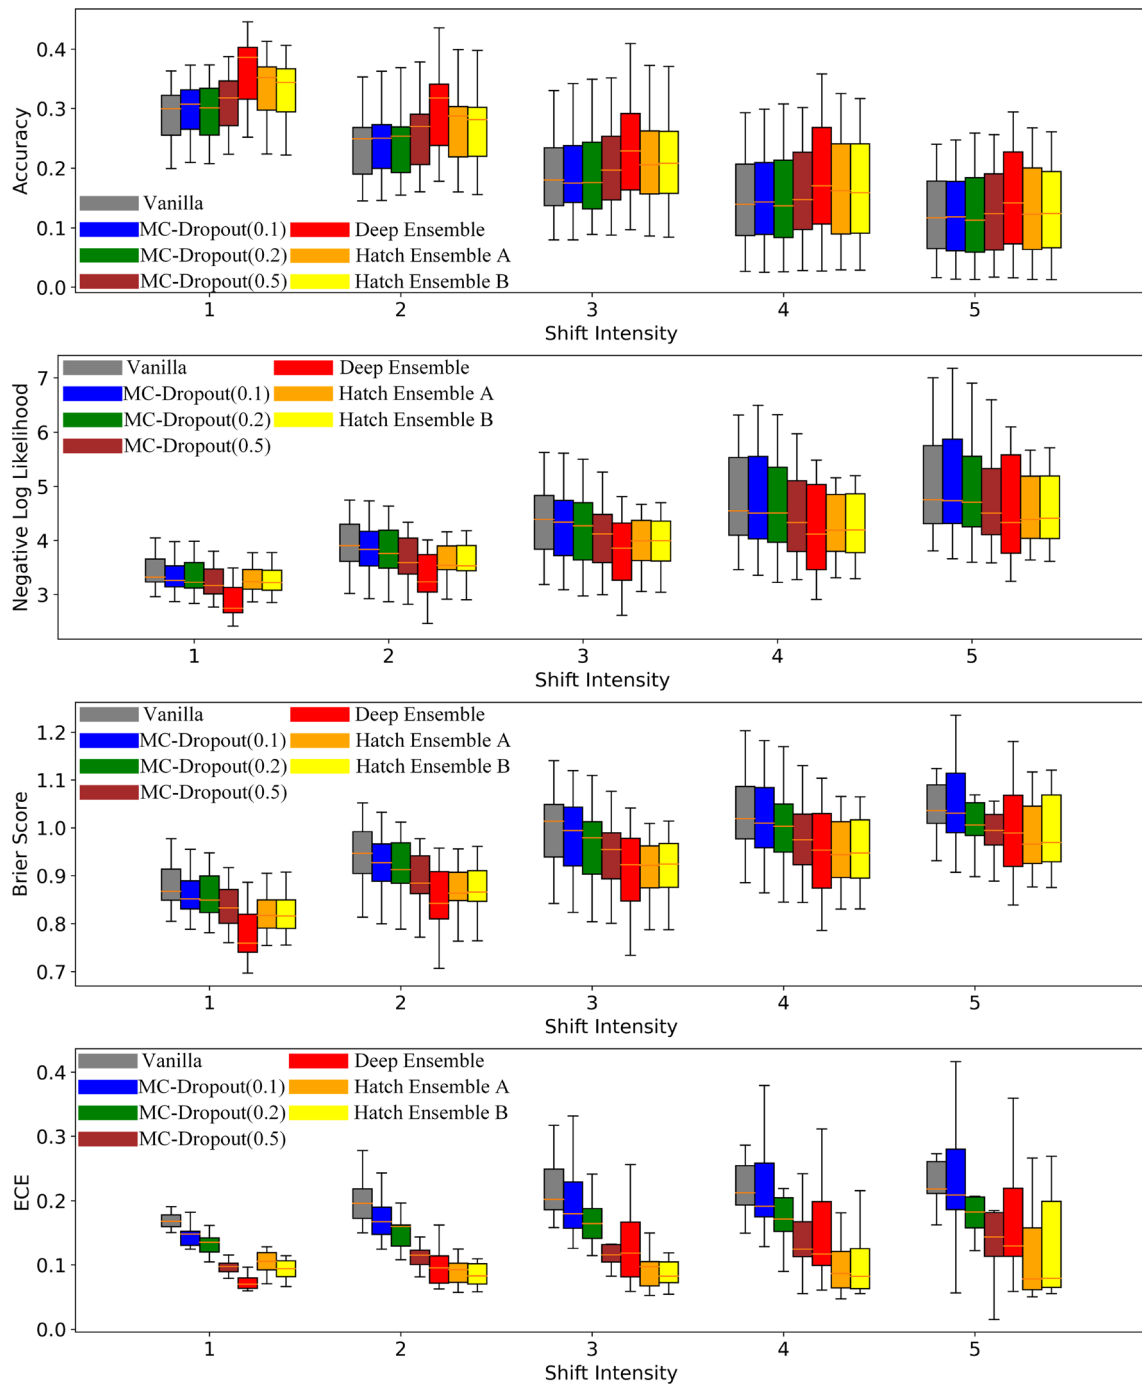 0.4
0.3
0.2
0.1
0.0
Accuracy
Vanilla
MC-Dropout(0.1) Deep Ensemble
MC-Dropout(0.2) Hatch Ensemble A
MC-Dropout(0.5) Hatch Ensemble B
1 2 3 4 5
Shift Intensity
7
6
5
4
3
Negative Log Likelihood
Vanilla Deep Ensemble
MC-Dropout(0.1) Hatch Ensemble A
MC-Dropout(0.2) Hatch Ensemble B
MC-Dropout(0.5)
1 2 3 4 5
Shift Intensity
1.2
1.1
1.0
0.9
0.8
0.7
Brier Score
Vanilla Deep Ensemble
MC-Dropout(0.1) Hatch Ensemble A
MC-Dropout(0.2) Hatch Ensemble B
MC-Dropout(0.5)
1 2 3 4 5
Shift Intensity
0.4
0.3
0.2
0.1
0.0
ECE
Vanilla Deep Ensemble
MC-Dropout(0.1) Hatch Ensemble A
MC-Dropout(0.2) Hatch Ensemble B
MC-Dropout(0.5)
1 2 3 4 5
Shift Intensity